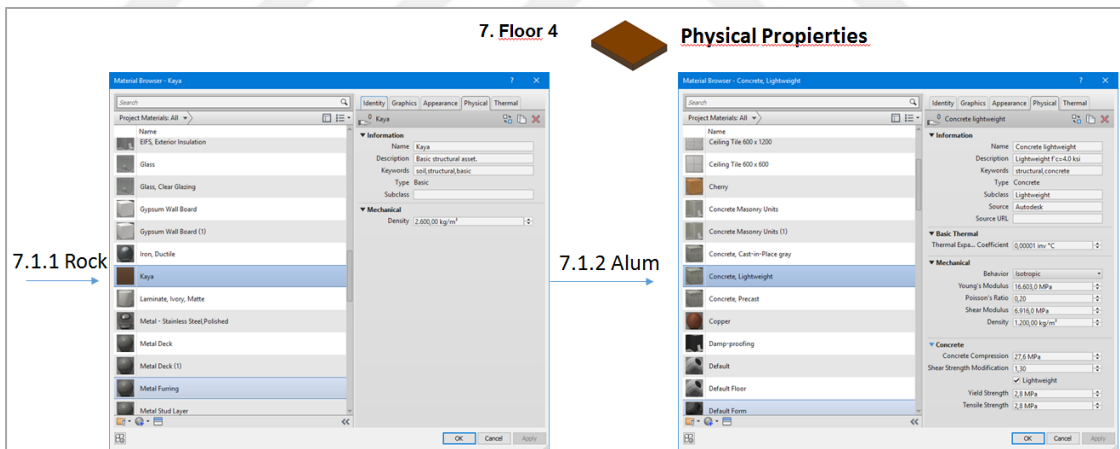 7. Floor 4
Physical Propierties
7.1.1 Rock
Material Browser - Kaya
?
×
Search
Project Materials: All
Name
EIFS, Exterior Insulation
Glass
Glass, Clear Glazing
Gypsum Wall Board
Gypsum Wall Board (1)
Iron, Ductile
Kaya
Laminate, Ivory, Matte
Metal - Stainless Steel,Polished
Metal Deck
Metal Deck (1)
Metal Furring
Metal Stud Layer
Identity Graphics Appearance Physical Thermal
0
Kaya
Information
Name Kaya
Description Basic structural asset.
Keywords soil,structural,basic
Type Basic
Subclass
Mechanical
Density 2.600,00 kg/m³
OK Cancel Apply
7.1.2 Alum
Material Browser - Concrete, Lightweight
?
×
Search
Project Materials: All
Name
Ceiling Tile 600 x 1200
Ceiling Tile 600 x 600
Cherry
Concrete Masonry Units
Concrete Masonry Units (1)
Concrete, Cast-in-Place gray
Concrete, Lightweight
Concrete, Precast
Copper
Damp-proofing
Default
Default Floor
Default Form
Identity Graphics Appearance Physical Thermal
0
Concrete lightweight
Information
Name Concrete lightweight
Description Lightweight f'c=4.0 ksi
Keywords structural,concrete
Type Concrete
Subclass Lightweight
Source Autodesk
Source URL
Basic Thermal
Thermal Expa... Coefficient 0,00001 inv °C
Mechanical
Behavior Isotropic
Young's Modulus 16.603,0 MPa
Poisson's Ratio 0,20
Shear Modulus 6.916,0 MPa
Density 1.200,00 kg/m³
Concrete
Concrete Compression 27,6 MPa
Shear Strength Modification 1,30
Lightweight
Yield Strength 2,8 MPa
Tensile Strength 2,8 MPa
OK Cancel Apply